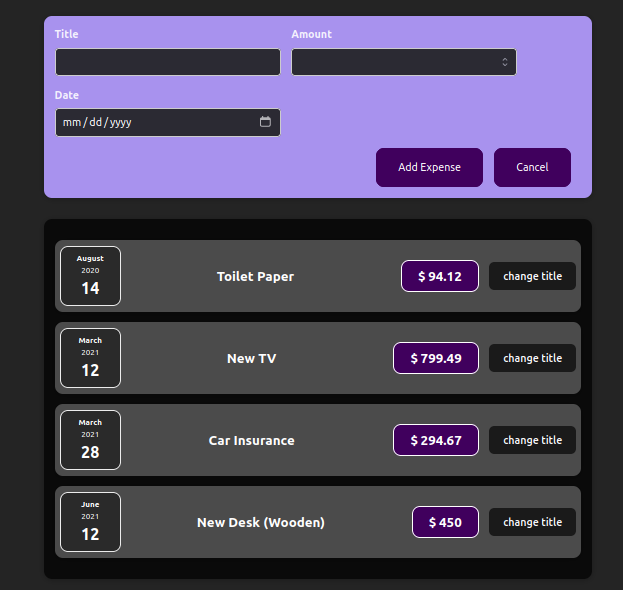 Title Amount
Date
mm/dd/yyyy
Add Expense Cancel
August
2020
14
Toilet Paper $ 94.12 change title
March
2021
12
New TV $ 799.49 change title
March
2021
28
Car Insurance $ 294.67 change title
June
2021
12
New Desk (Wooden) $ 450 change title